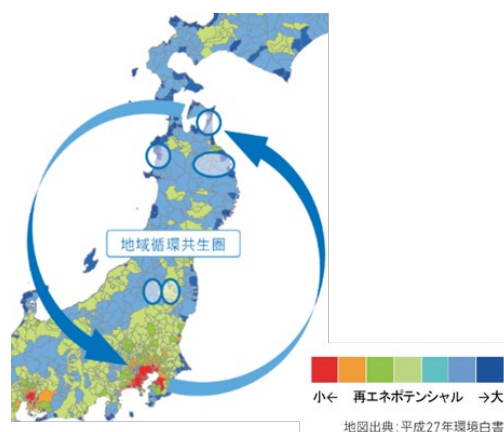 地域循環共生圏
小← 再エネポテンシャル →大
地図出典:平成27年環境白書